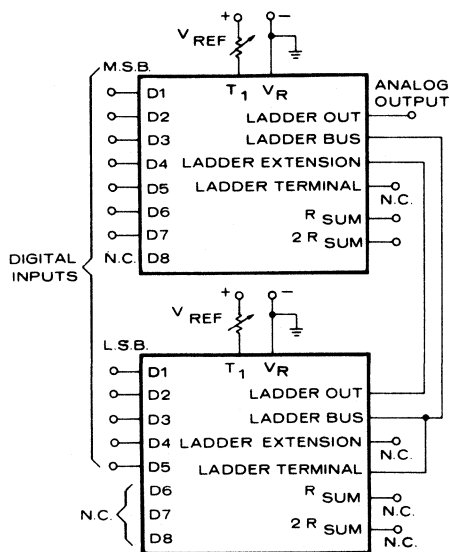 + −
V REF
M.S.B.
T1 VR
ANALOG OUTPUT
D1
LADDER OUT
D2
LADDER BUS
D3
LADDER EXTENSION
D4
LADDER TERMINAL
D5
N.C.
R SUM
D6
2 R SUM
D7
N.C. D8
DIGITAL INPUTS
+ −
V REF
L.S.B.
T1 VR
D1
LADDER OUT
D2
LADDER BUS
D3
D4 LADDER EXTENSION
N.C.
D5 LADDER TERMINAL
D6
R SUM
N.C.
N.C. D7
2 R SUM
N.C.
D8